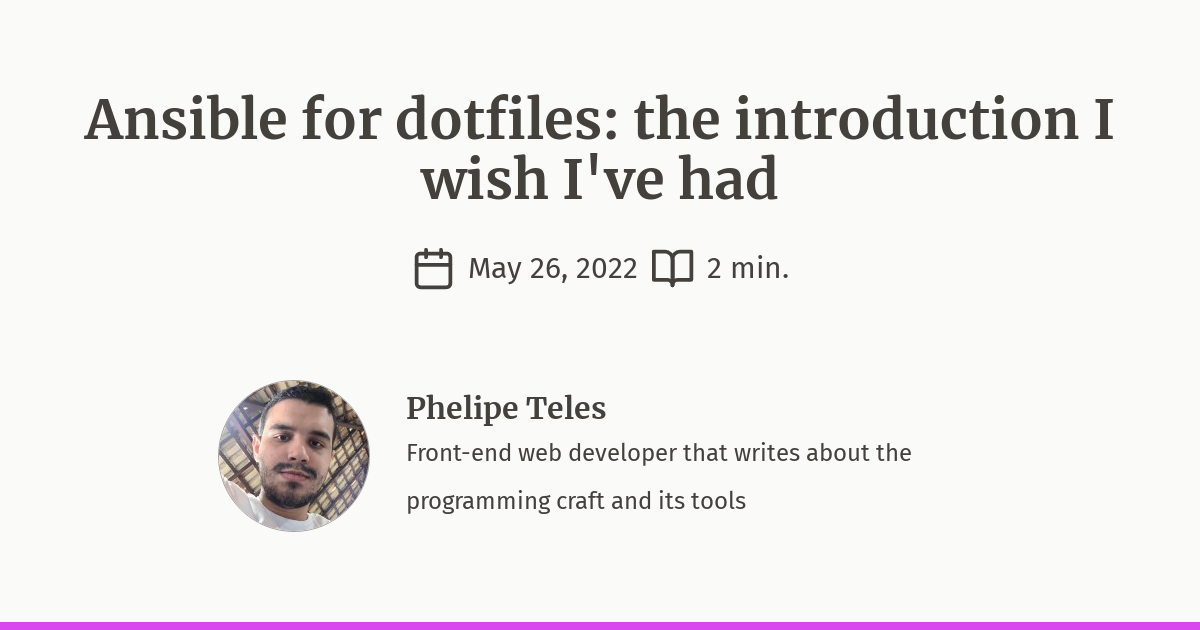 Ansible for dotfiles: the introduction I
wish I've had
May 26, 2022 2 min.
Phelipe Teles
Front-end web developer that writes about the
programming craft and its tools